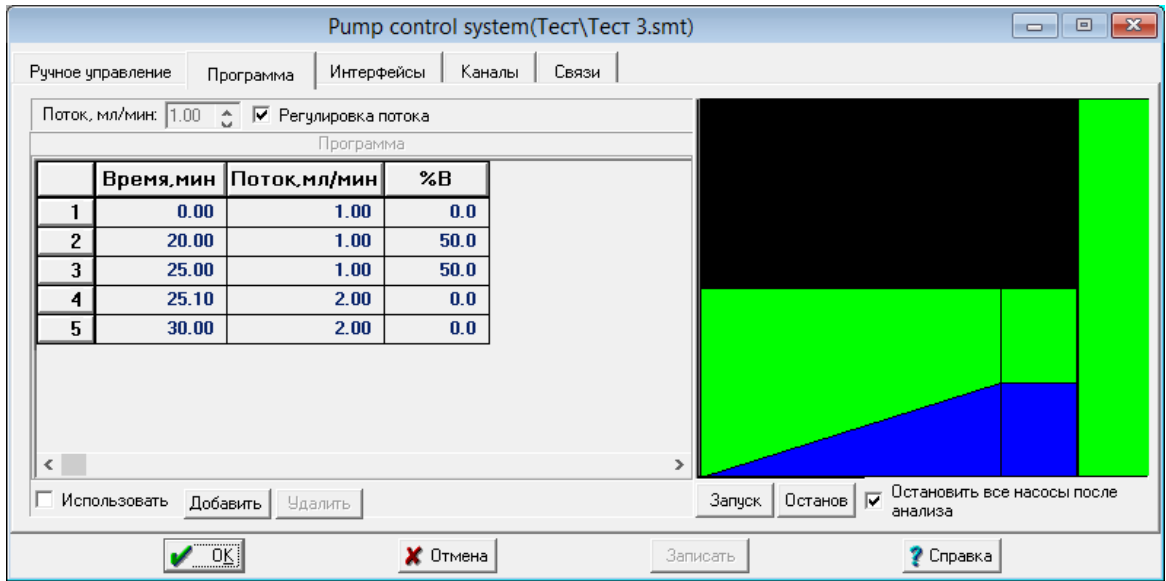 Pump control system(Тест\Тест 3.smt)
Ручное управление Программа Интерфейсы Каналы Связи
Поток, мл/мин: 1.00 Регулировка потока
Программа
Время,мин Поток,мл/мин %B
1 0.00 1.00 0.0
2 20.00 1.00 50.0
3 25.00 1.00 50.0
4 25.10 2.00 0.0
5 30.00 2.00 0.0
Использовать Добавить Удалить Запуск Останов Остановить все насосы после
анализа
OK Отмена Записать Справка